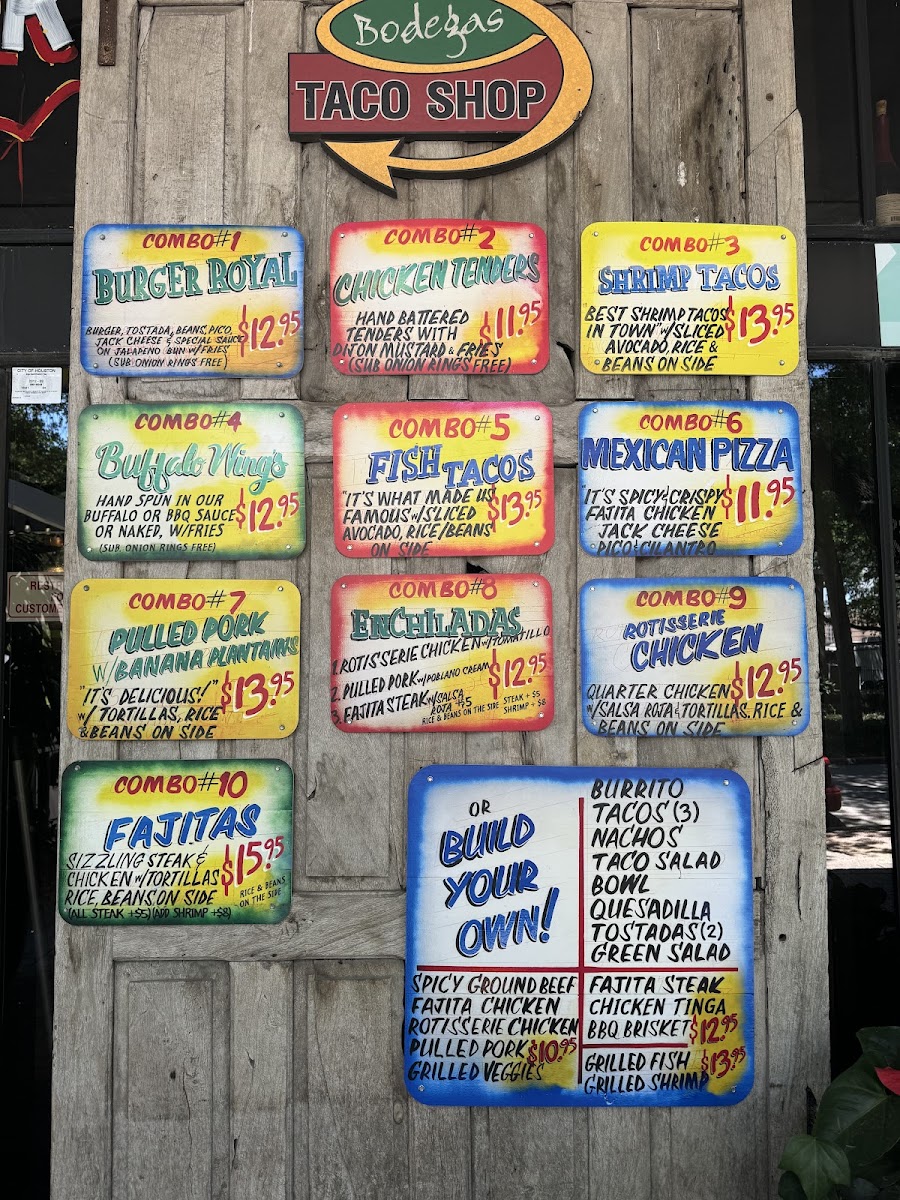 Bodegas
TACO SHOP
COMBO#1
BURGER ROYAL
BURGER, TOSTADA, BEANS, PICO,
JACK CHEESE & SPECIAL SAUCE
ON JALAPENO BUN W/FRIES
(SUB ONION RINGS FREE)
$12.95
COMBO#2
CHICKEN TENDERS
HAND BATTERED
TENDERS WITH
DIJON MUSTARD & FRIES
(SUB ONION RINGS FREE)
$11.95
COMBO#3
SHRIMP TACOS
BEST SHRIMP TACOS
IN TOWN" W/SLICED
AVOCADO, RICE &
BEANS ON SIDE
$13.95
COMBO#4
Buffalo Wings
HAND SPUN IN OUR
BUFFALO OR BBQ SAUCE
OR NAKED, W/FRIES
(SUB ONION RINGS FREE)
$12.95
COMBO#5
FISH TACOS
"IT'S WHAT MADE US
FAMOUS W/SLICED
AVOCADO, RICE/BEANS
ON SIDE
$13.95
COMBO#6
MEXICAN PIZZA
"IT'S SPICY & CRISPY"
FAJITA CHICKEN
JACK CHEESE
PICO & CILANTRO
$11.95
COMBO#7
PULLED PORK
W/BANANA PLANTAINS
"IT'S DELICIOUS!"
W/ TORTILLAS, RICE
& BEANS ON SIDE
$13.95
COMBO#8
ENCHILADAS
1. ROTISSERIE CHICKEN W/TOMATILLO
2. PULLED PORK W/POBLANO CREAM
3. FAJITA STEAK W/SALSA
ROJA +$5
RICE & BEANS ON THE SIDE
STEAK + $5
SHRIMP + $8
$12.95
COMBO#9
ROTISSERIE
CHICKEN
QUARTER CHICKEN
W/SALSA ROJA & TORTILLAS. RICE &
BEANS ON SIDE
$12.95
COMBO#10
FAJITAS
SIZZLING STEAK &
CHICKEN W/TORTILLAS
RICE, BEANS ON SIDE
(ALL STEAK +$5) (ADD SHRIMP +$8)
$15.95
RICE & BEANS
ON THE SIDE
OR
BUILD
YOUR
OWN!
BURRITO
TACOS (3)
NACHOS
TACO SALAD
BOWL
QUESADILLA
TOSTADAS (2)
GREEN SALAD
SPICY GROUND BEEF
FAJITA CHICKEN
ROTISSERIE CHICKEN
PULLED PORK
GRILLED VEGGIES
$10.95
FAJITA STEAK
CHICKEN TINGA
BBQ BRISKET
$12.95
GRILLED FISH
GRILLED SHRIMP
$13.95
CITY OF HOUSTON